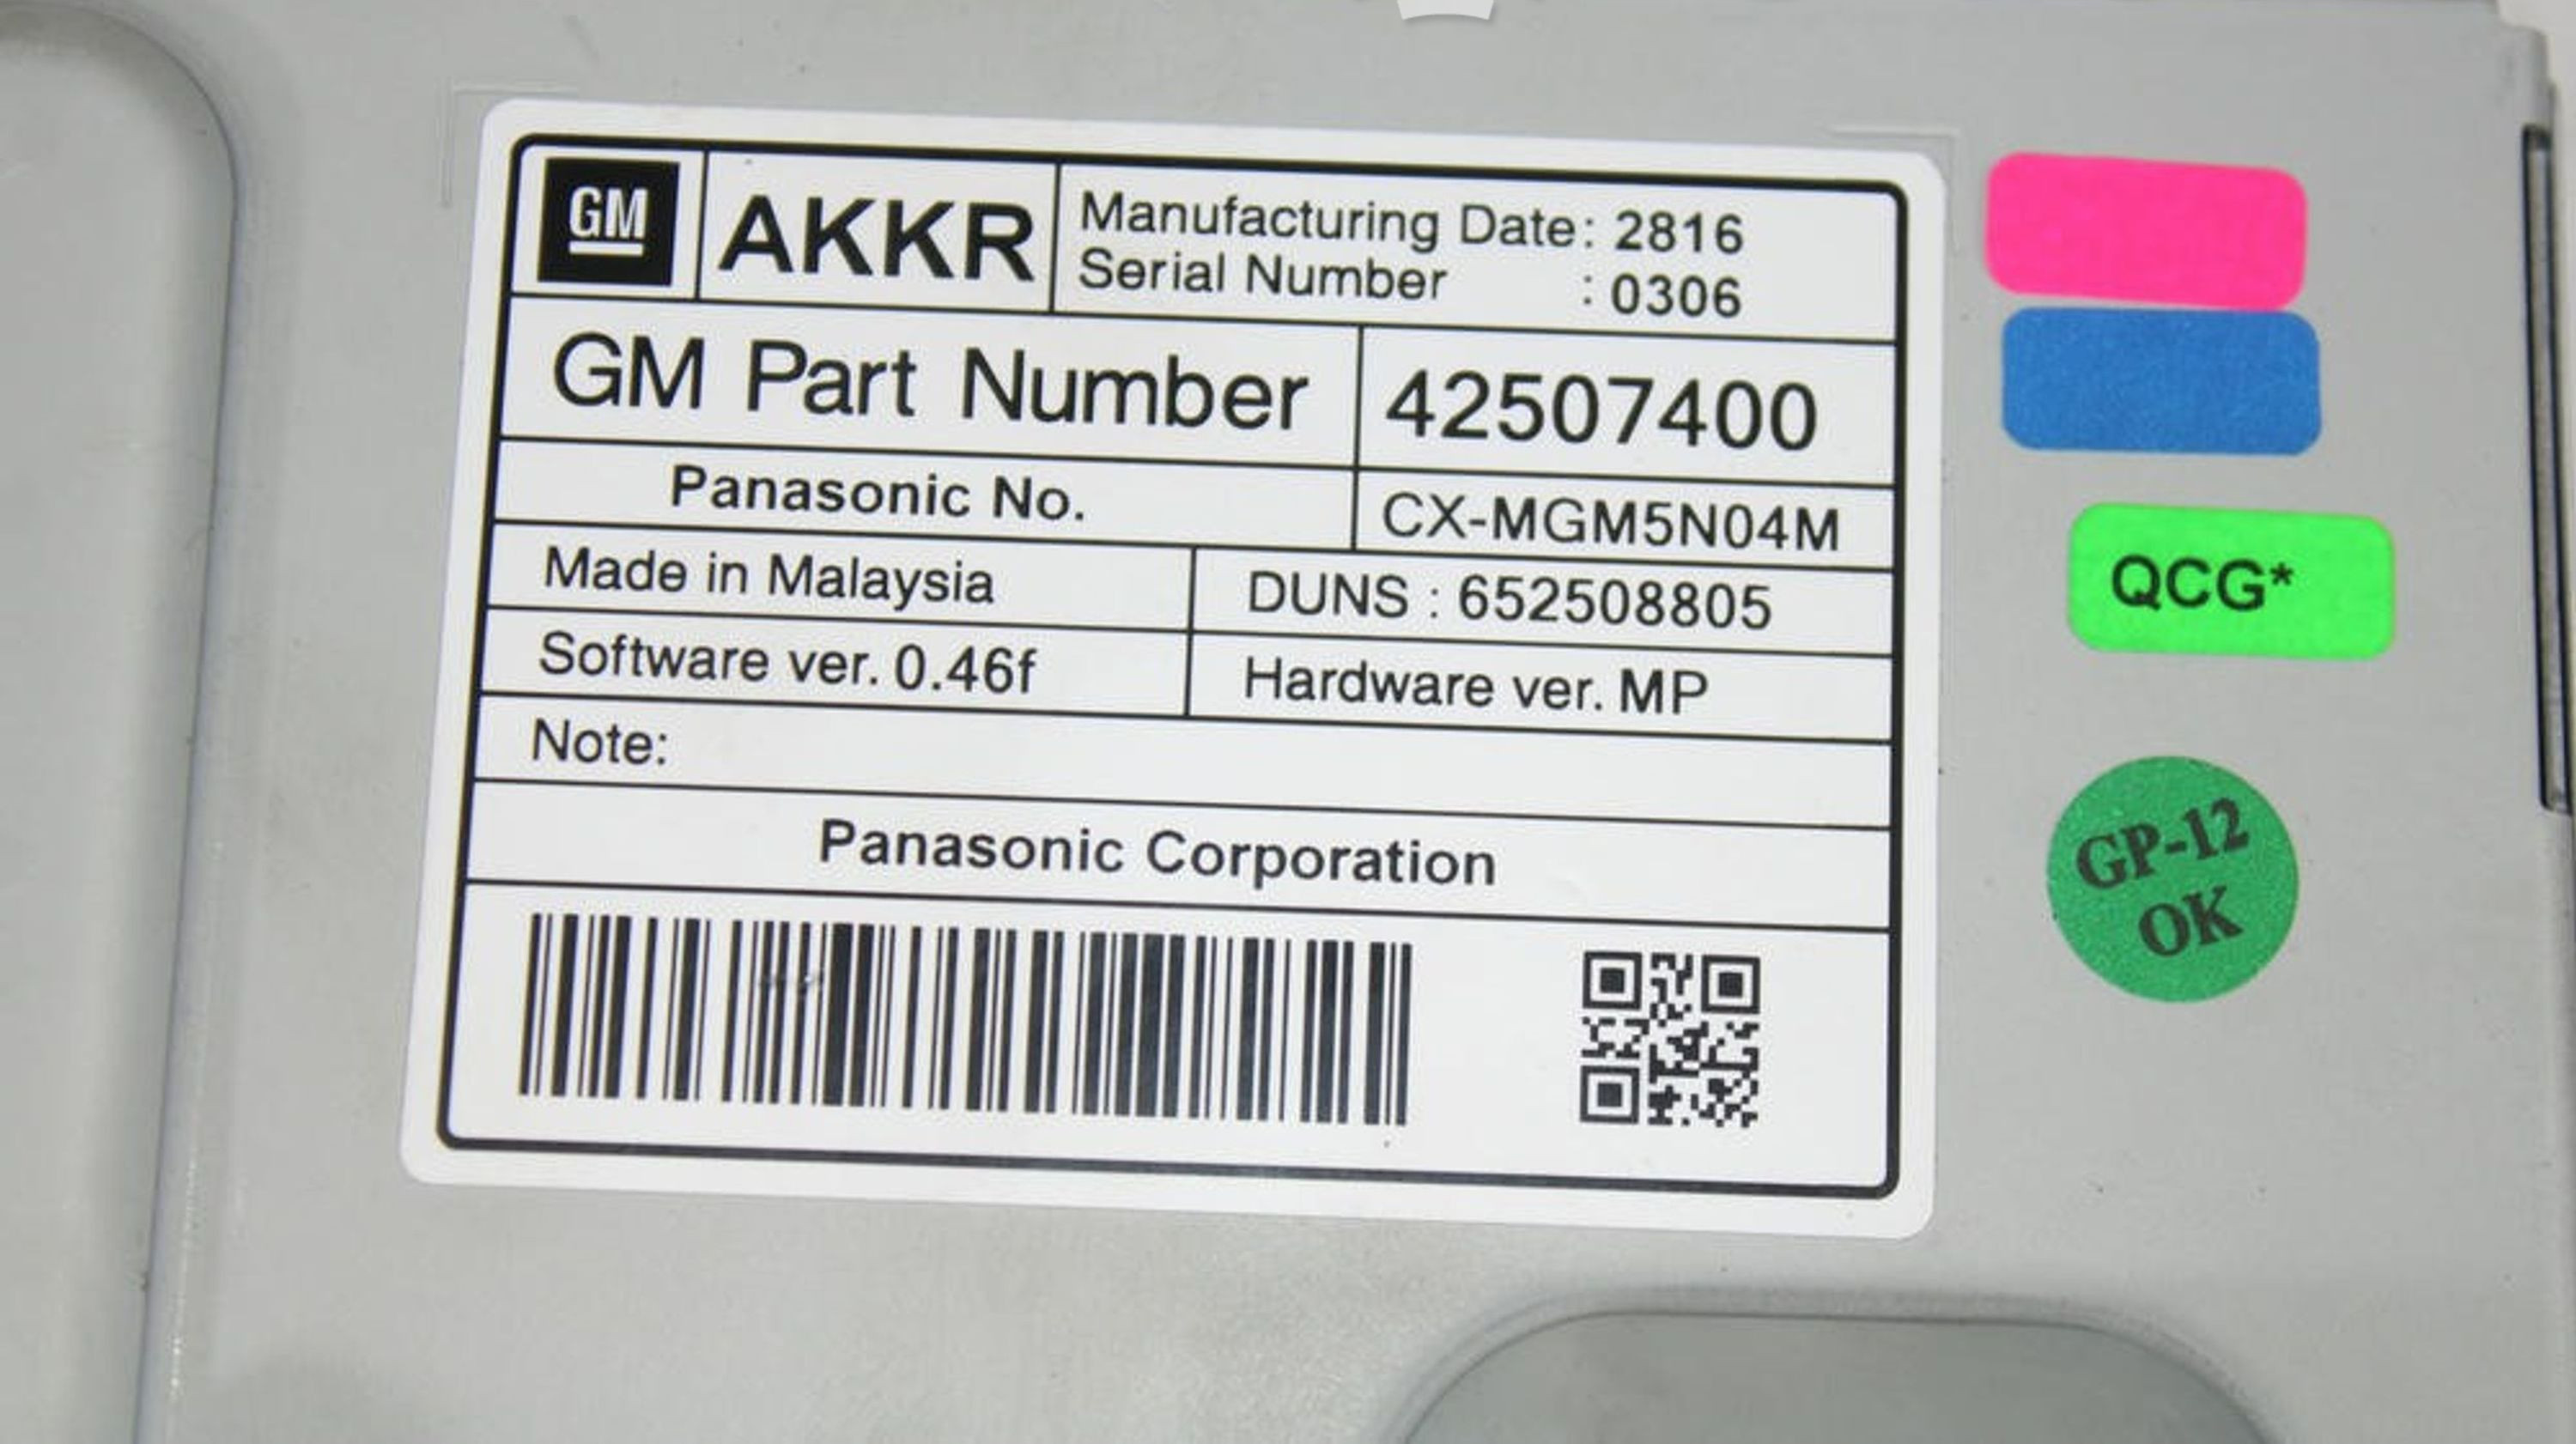 GM
AKKR
Manufacturing Date: 2816
Serial Number : 0306
GM Part Number
42507400
Panasonic No.
CX-MGM5N04M
Made in Malaysia
DUNS : 652508805
Software ver. 0.46f
Hardware ver. MP
Note:
Panasonic Corporation
QCG*
GP-12
OK